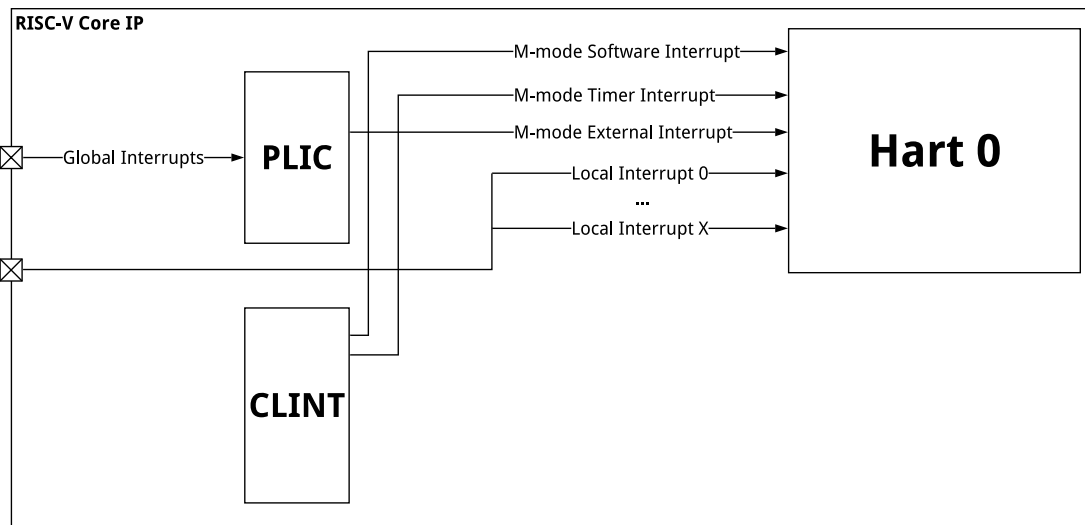 RISC-V Core IP
M-mode Software Interrupt
M-mode Timer Interrupt
M-mode External Interrupt
Global Interrupts
PLIC
Hart 0
Local Interrupt 0
...
Local Interrupt X
CLINT